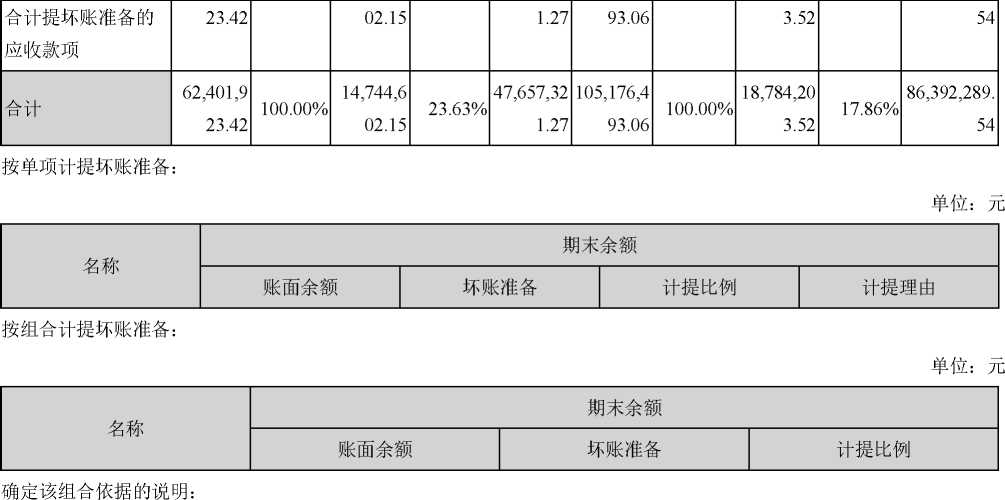 合计提坏账准备的 23.42 02.15 1.27 93.06 3.52 54
应收款项
62,401,9 14,744,6 47,657,32 105,176,4 18,784,20 86,392,289.
合计 100.00% 23.63% 100.00% 17.86%
23.42 02.15 1.27 93.06 3.52 54
按单项计提坏账准备：
单位：元
期末余额
名称
账面余额 坏账准备 计提比例 计提理由
按组合计提坏账准备：
单位：元
期末余额
名称
账面余额 坏账准备 计提比例
确定该组合依据的说明：